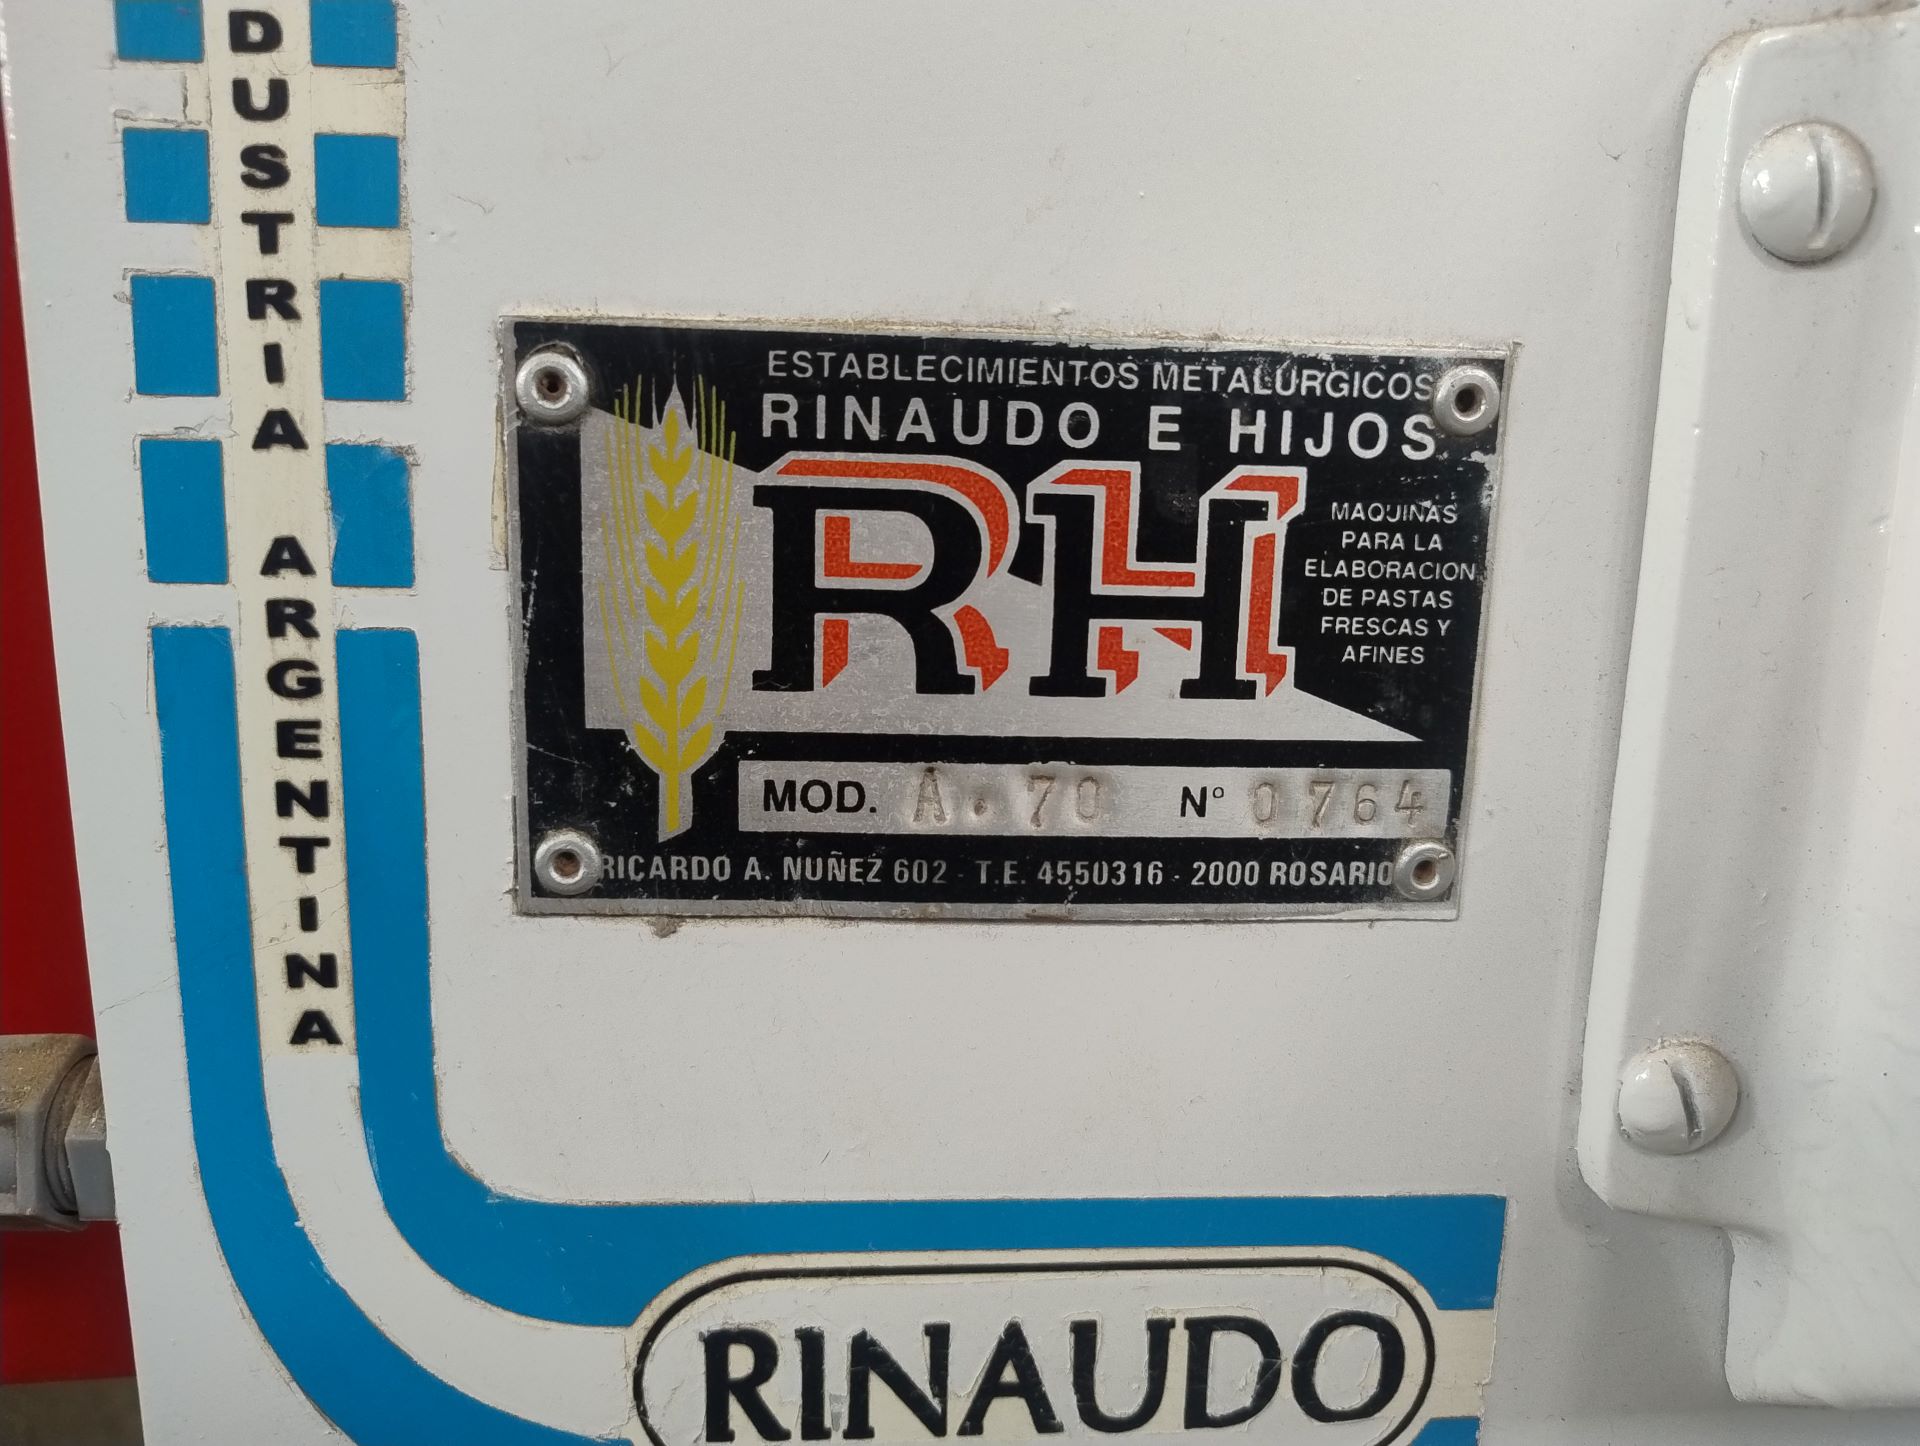 DUSTRIA ARGENTINA
ESTABLECIMIENTOS METALURGICOS
RINAUDO E HIJOS
RH
MAQUINAS
PARA LA
ELABORACION
DE PASTAS
FRESCAS Y
AFINES
MOD. A. 70 Nº 0764
RICARDO A. NUÑEZ 602 - T.E. 4550316 - 2000 ROSARIO
RINAUDO